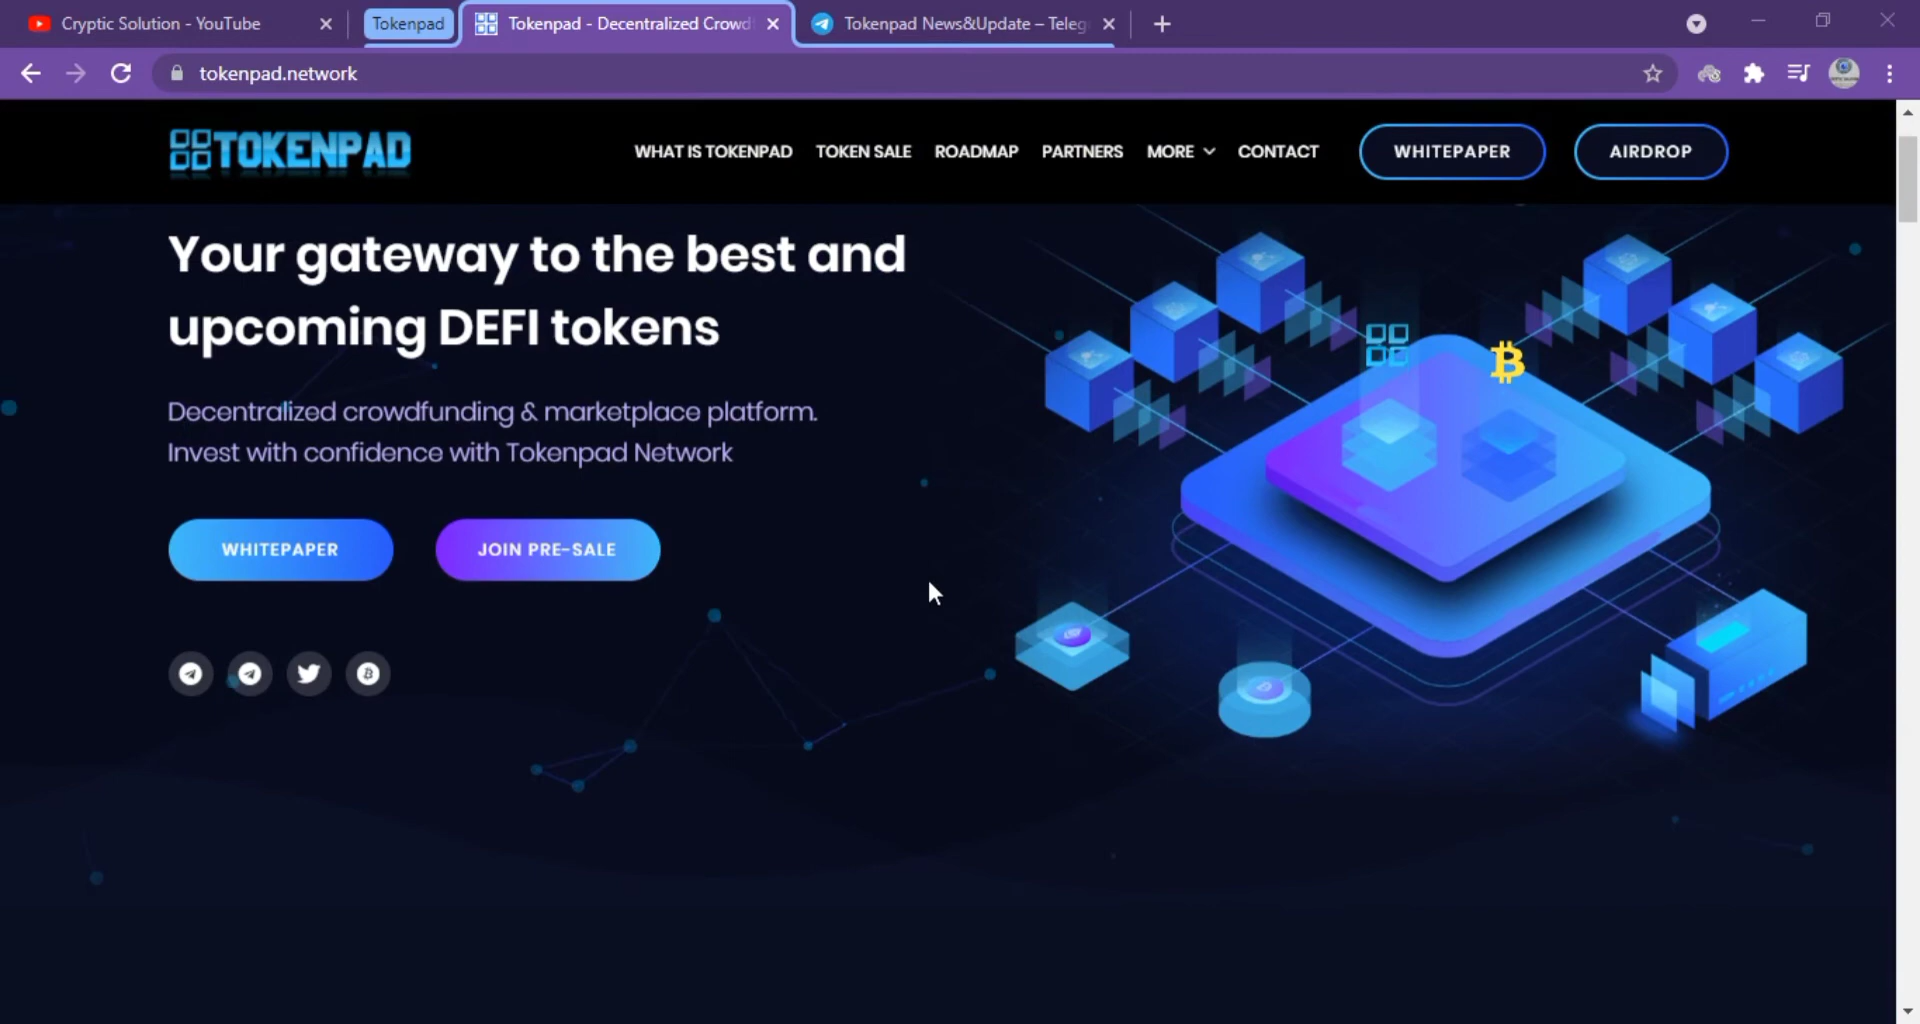 Cryptic Solution - YouTube
Tokenpad
Tokenpad - Decentralized Crowd
Tokenpad News&Update – Teleg
tokenpad.network
TOKENPAD
WHAT IS TOKENPAD
TOKEN SALE
ROADMAP
PARTNERS
MORE
CONTACT
WHITEPAPER
AIRDROP
Your gateway to the best and
upcoming DEFI tokens
Decentralized crowdfunding & marketplace platform.
Invest with confidence with Tokenpad Network
WHITEPAPER
JOIN PRE-SALE